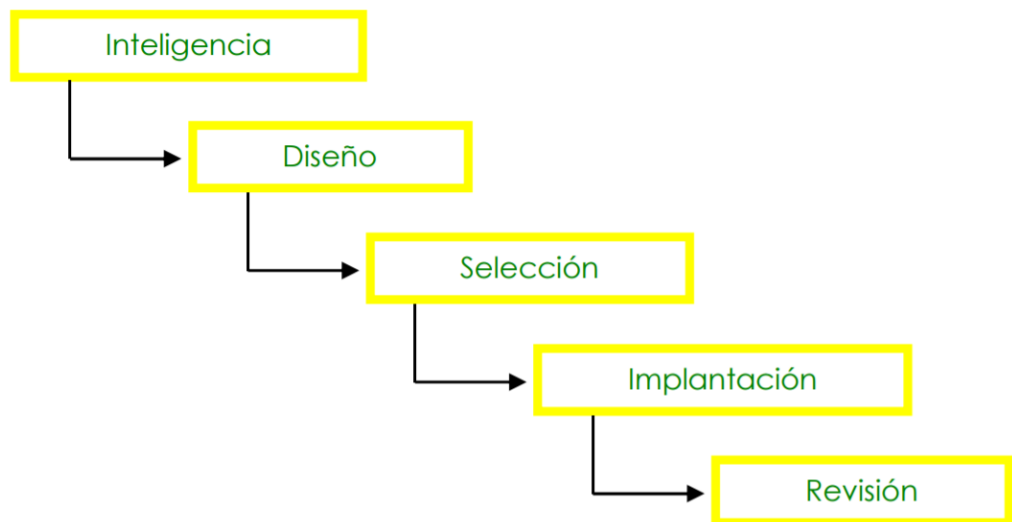 Inteligencia
Diseño
Selección
Implantación
Revisión